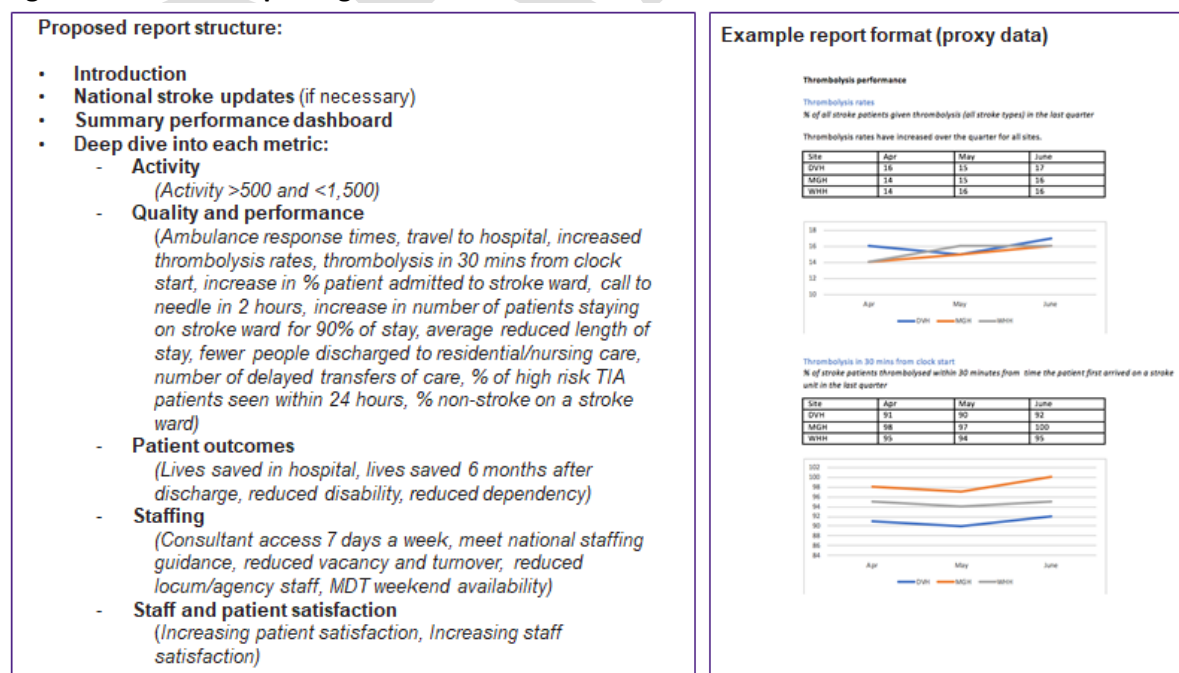 Proposed report structure:
• Introduction
• National stroke updates (if necessary)
• Summary performance dashboard
• Deep dive into each metric:
- Activity
(Activity >500 and <1,500)
- Quality and performance
(Ambulance response times, travel to hospital, increased
thrombolysis rates, thrombolysis in 30 mins from clock
start, increase in % patient admitted to stroke ward, call to
needle in 2 hours, increase in number of patients staying
on stroke ward for 90% of stay, average reduced length of
stay, fewer people discharged to residential/nursing care,
number of delayed transfers of care, % of high risk TIA
patients seen within 24 hours, % non-stroke on a stroke
ward)
- Patient outcomes
(Lives saved in hospital, lives saved 6 months after
discharge, reduced disability, reduced dependency)
- Staffing
(Consultant access 7 days a week, meet national staffing
guidance, reduced vacancy and turnover, reduced
locum/agency staff, MDT weekend availability)
- Staff and patient satisfaction
(Increasing patient satisfaction, Increasing staff
satisfaction)
Example report format (proxy data)
Thrombolysis performance
Thrombolysis rates
% of all stroke patients given thrombolysis (all stroke types) in the last quarter
Thrombolysis rates have increased over the quarter for all sites.
Site Apr May June
DVH 16 15 17
MGH 14 15 16
WHH 14 16 16
18
16
14
12
10
Apr May June
DVH MGH WHH
Thrombolysis in 30 mins from clock start
% of stroke patients thrombolysed within 30 minutes from time the patient first arrived on a stroke
unit in the last quarter
Site Apr May June
DVH 91 90 92
MGH 98 97 100
WHH 95 94 95
102
100
98
96
94
92
90
88
86
84
Apr May June
DVH MGH WHH